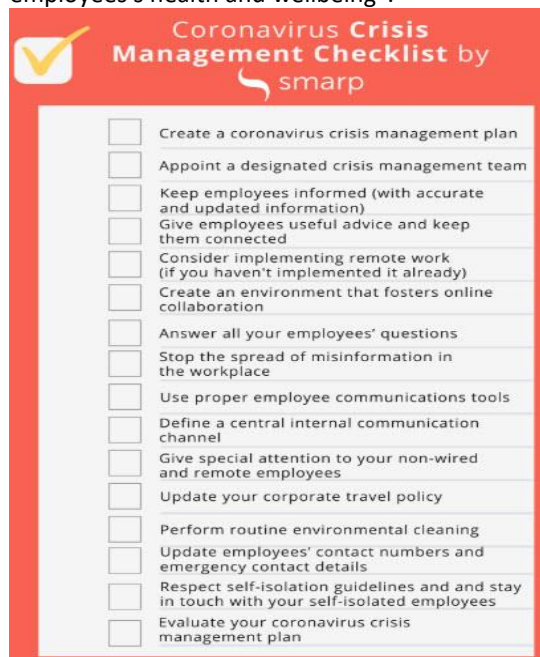 employees's health and wellbeing".
Coronavirus Crisis
Management Checklist by
smarp
Create a coronavirus crisis management plan
Appoint a designated crisis management team
Keep employees informed (with accurate
and updated information)
Give employees useful advice and keep
them connected
Consider implementing remote work
(if you haven't implemented it already)
Create an environment that fosters online
collaboration
Answer all your employees' questions
Stop the spread of misinformation in
the workplace
Use proper employee communications tools
Define a central internal communication
channel
Give special attention to your non-wired
and remote employees
Update your corporate travel policy
Perform routine environmental cleaning
Update employees' contact numbers and
emergency contact details
Respect self-isolation guidelines and and stay
in touch with your self-isolated employees
Evaluate your coronavirus crisis
management plan